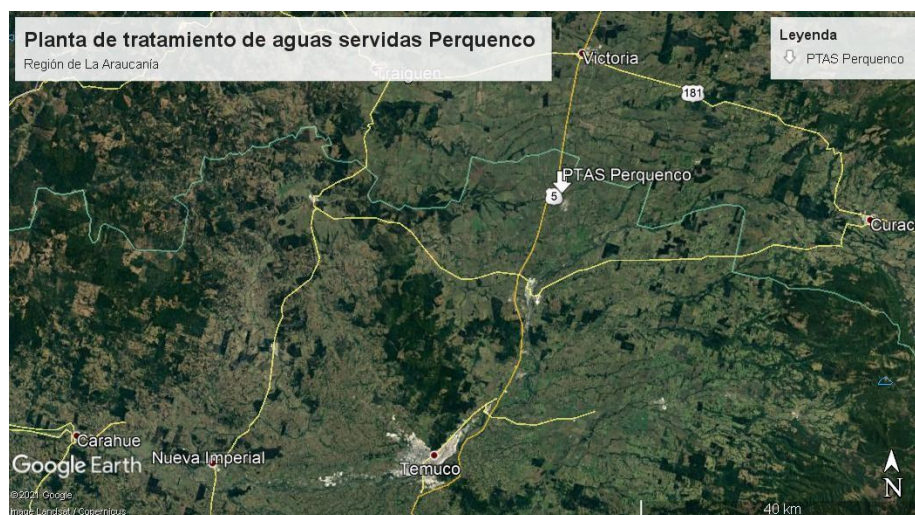 Planta de tratamiento de aguas servidas Perquenco
Región de La Araucanía
Leyenda
PTAS Perquenco
Traiguén
Victoria
181
PTAS Perquenco
5
Curac
Carahue
Nueva Imperial
Temuco
Google Earth
©2021 Google
Image Landsat / Copernicus
40 km
N